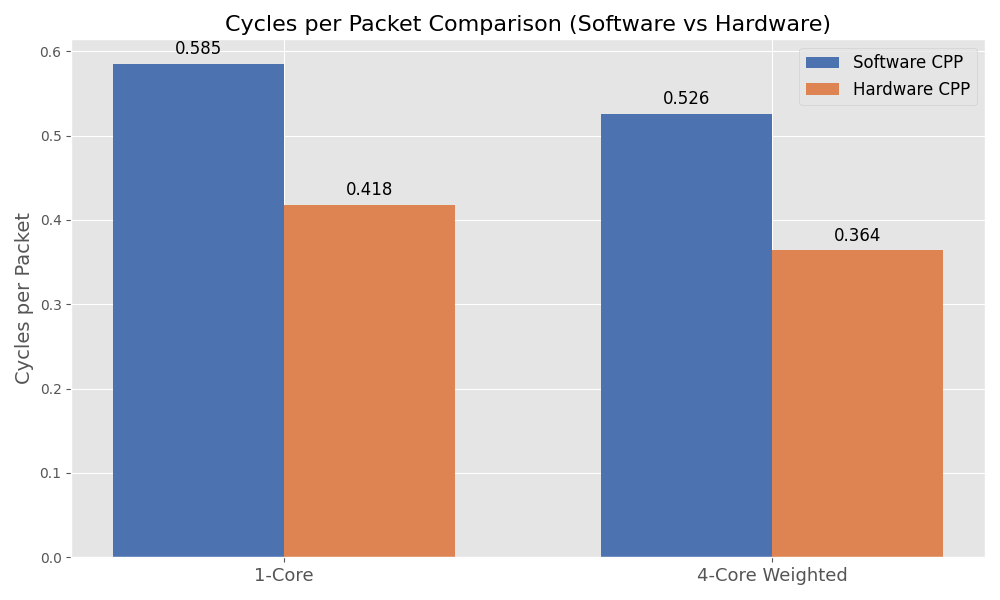 Cycles per Packet Comparison (Software vs Hardware)
Software CPP
Hardware CPP
0.585
0.418
0.526
0.364
Cycles per Packet
0.6
0.5
0.4
0.3
0.2
0.1
0.0
1-Core
4-Core Weighted